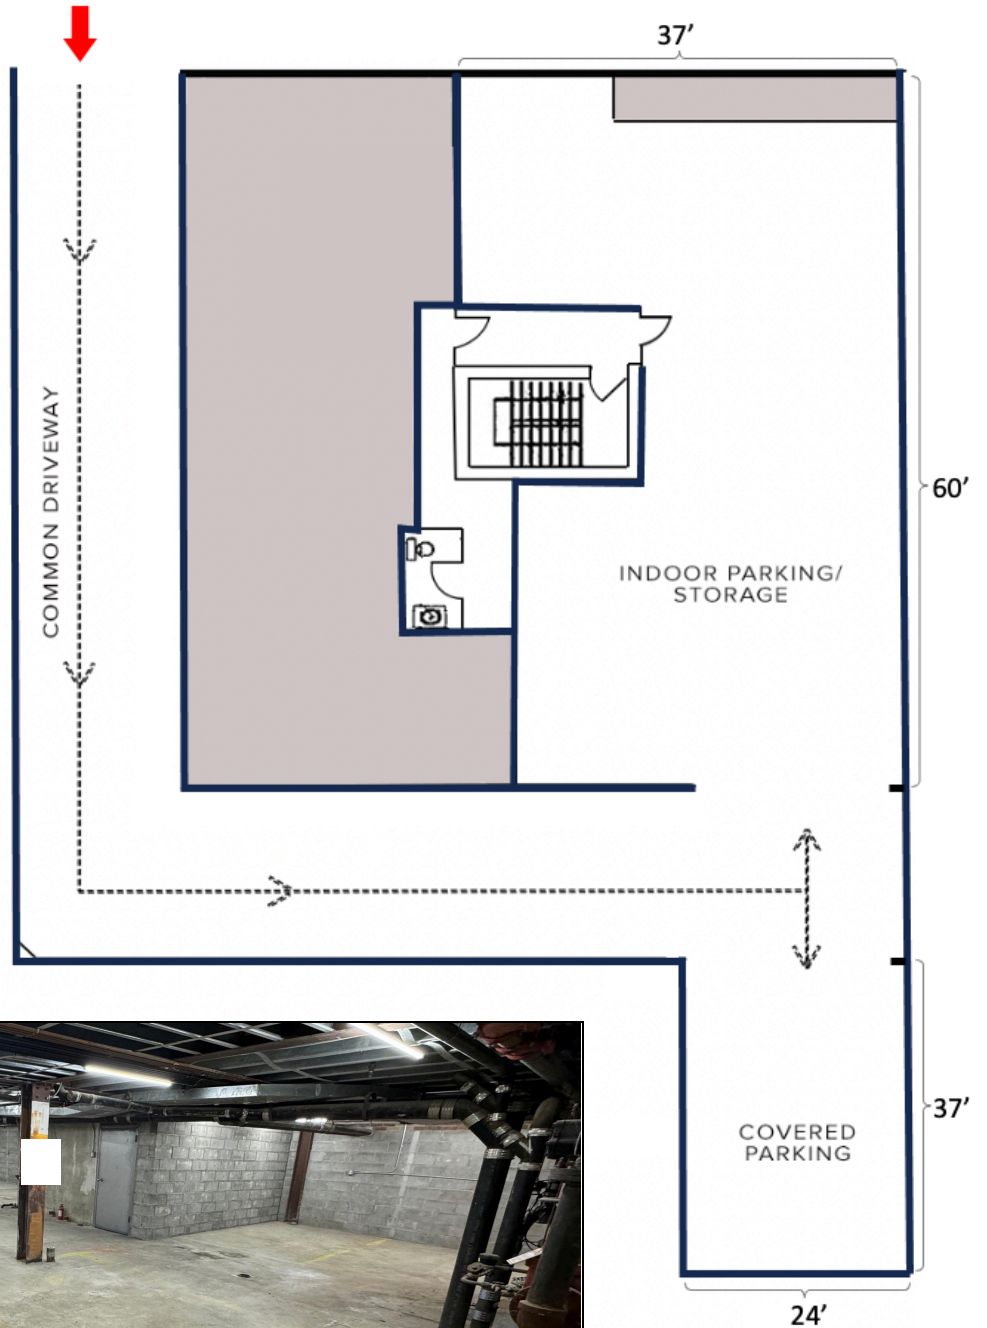 37’
COMMON DRIVEWAY
60’
INDOOR PARKING/
STORAGE
COVERED
PARKING
37’
24’